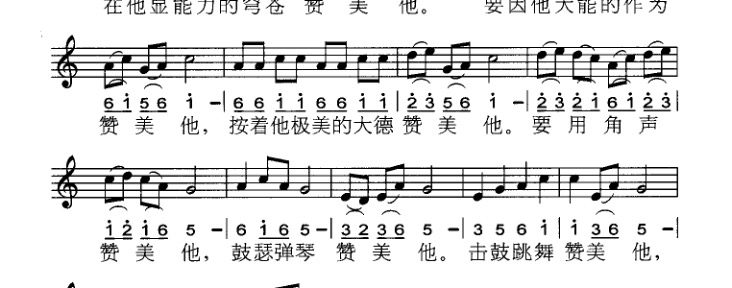 在他显能力的穹苍赞美他。 要因他大能的作为
6 1̇ 5 6 1̇ - | 6 6 1̇ 1̇ 6 6 1̇ 1̇ | 2̇ 3̇ 5 6 1̇ - | 2̇ 3̇ 2̇ 1̇ 6 1̇ 2̇ 3̇ |
赞美他，按着他极美的大德赞美他。要用角声
1̇ 2̇ 1̇ 6 5 - | 6 1̇ 6 5 - | 3 2 3 6 5 - | 3 5 6 1̇ | 1̇ 3 6 5 - |
赞美他，鼓瑟弹琴赞美他。击鼓跳舞赞美他，